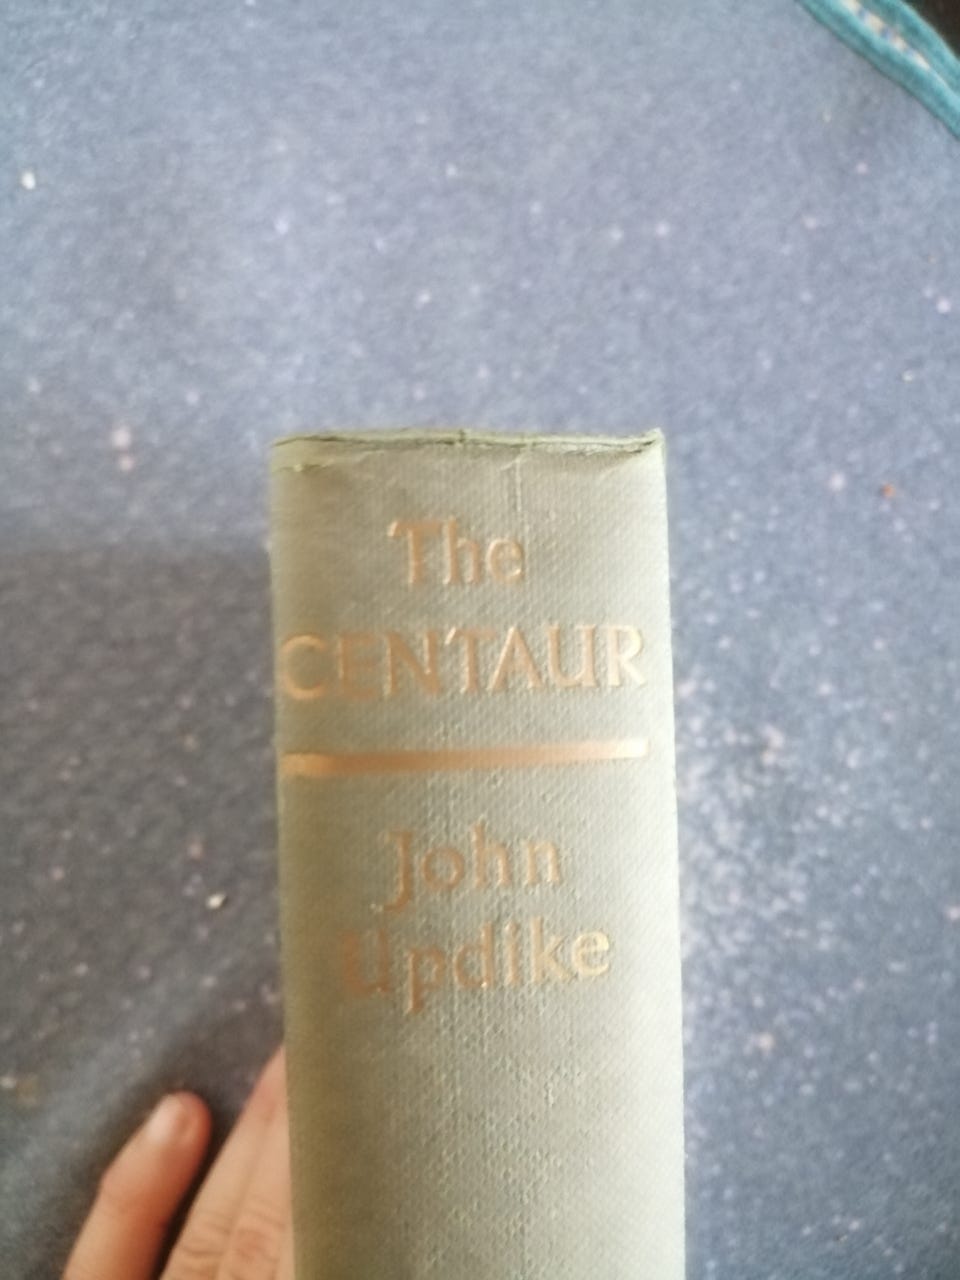 The
CENTAUR
John
Updike